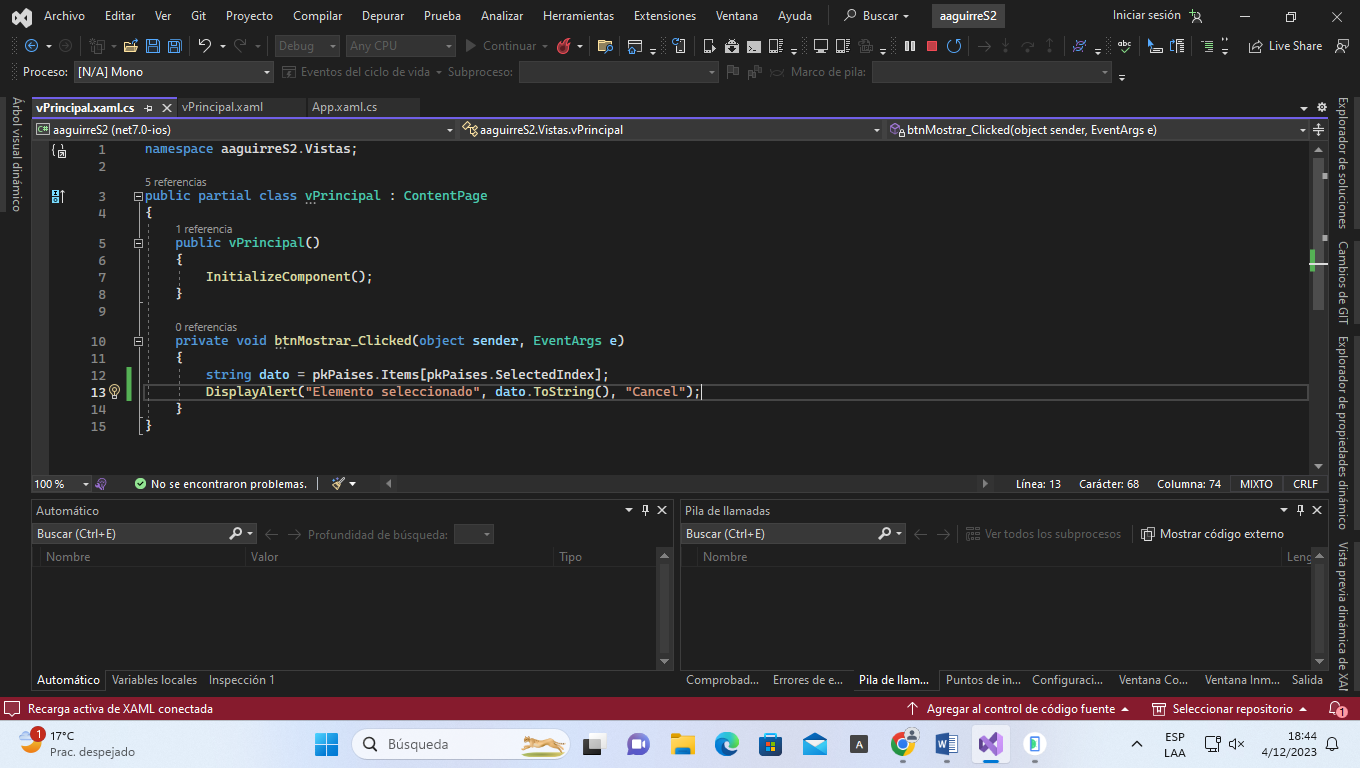 Archivo Editar Ver Git Proyecto Compilar Depurar Prueba Analizar Herramientas Extensiones Ventana Ayuda Buscar aaguirreS2 Iniciar sesión
Debug Any CPU Continuar Live Share
Proceso: [N/A] Mono Eventos del ciclo de vida Subproceso: Marco de pila:
Árbol visual dinámico
vPrincipal.xaml.cs vPrincipal.xaml App.xaml.cs
aaguirreS2 (net7.0-ios) aaguirreS2.Vistas.vPrincipal btnMostrar_Clicked(object sender, EventArgs e)
1 namespace aaguirreS2.Vistas;
2
5 referencias
3 public partial class vPrincipal : ContentPage
4 {
1 referencia
5 public vPrincipal()
6 {
7 InitializeComponent();
8 }
9
0 referencias
10 private void btnMostrar_Clicked(object sender, EventArgs e)
11 {
12 string dato = pkPaises.Items[pkPaises.SelectedIndex];
13 DisplayAlert("Elemento seleccionado", dato.ToString(), "Cancel");
14 }
15 }
100 % No se encontraron problemas. Línea: 13 Carácter: 68 Columna: 74 MIXTO CRLF
Explorador de soluciones
Cambios de GIT
Explorador de propiedades dinámico
Vista previa dinámica de XAI
Automático
Buscar (Ctrl+E) Profundidad de búsqueda:
Nombre Valor Tipo
Automático Variables locales Inspección 1
Pila de llamadas
Buscar (Ctrl+E) Ver todos los subprocesos Mostrar código externo
Nombre Leng
Comprobad... Errores de e... Pila de llam... Puntos de in... Configuraci... Ventana Co... Ventana Inm... Salida
Recarga activa de XAML conectada Agregar al control de código fuente Seleccionar repositorio 1
1 17°C
Prac. despejado
Búsqueda
A
ESP
LAA
18:44
4/12/2023